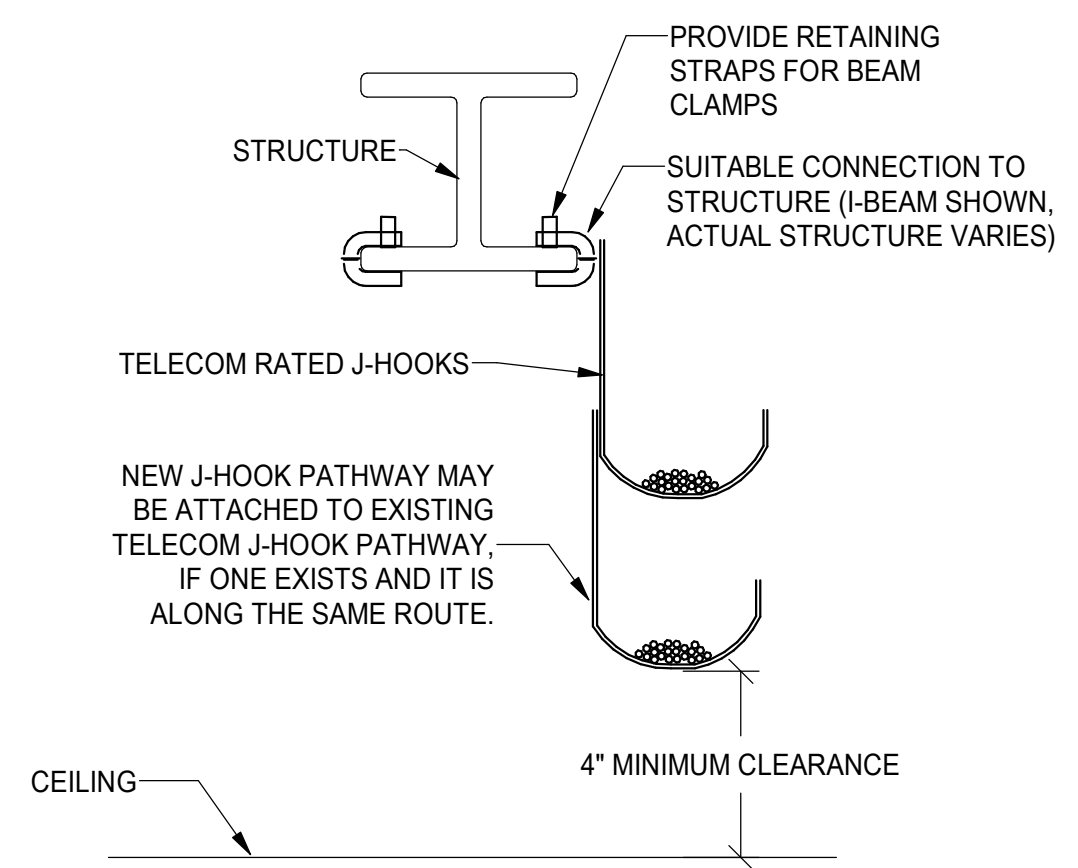 PROVIDE RETAINING
STRAPS FOR BEAM
CLAMPS
STRUCTURE
SUITABLE CONNECTION TO
STRUCTURE (I-BEAM SHOWN,
ACTUAL STRUCTURE VARIES)
TELECOM RATED J-HOOKS
NEW J-HOOK PATHWAY MAY
BE ATTACHED TO EXISTING
TELECOM J-HOOK PATHWAY,
IF ONE EXISTS AND IT IS
ALONG THE SAME ROUTE.
4" MINIMUM CLEARANCE
CEILING